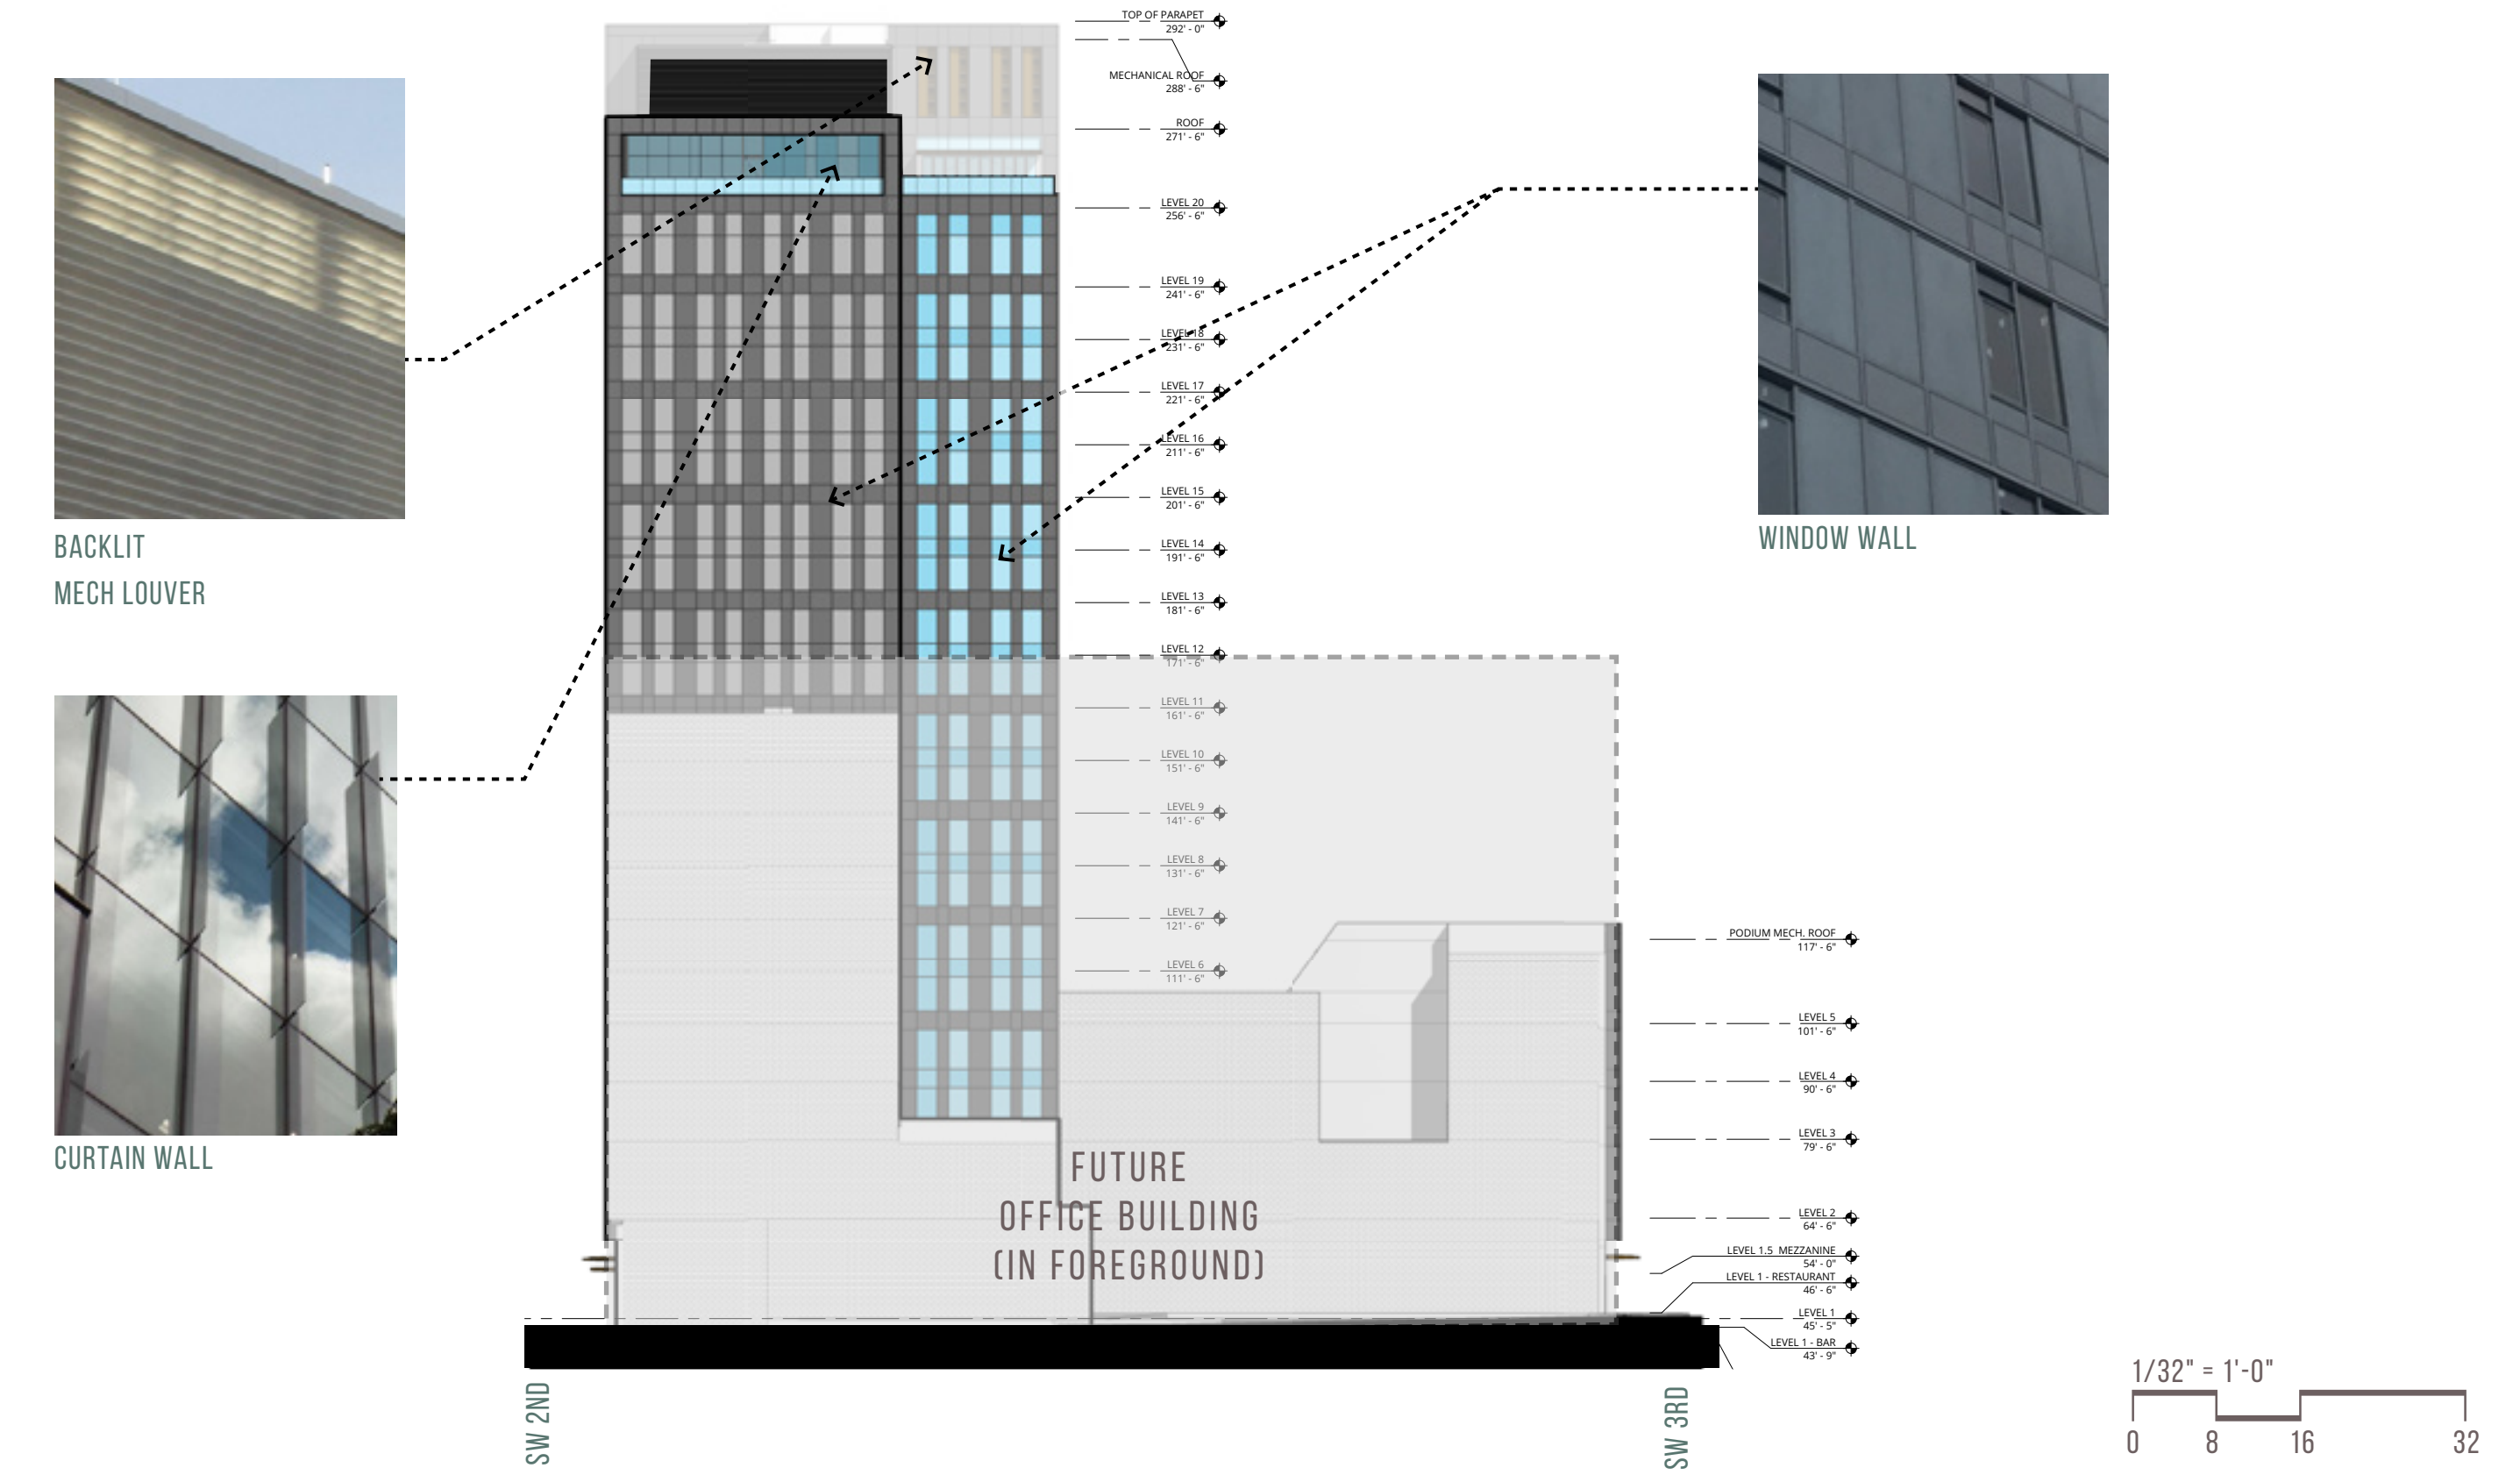 TOP OF PARAPET
292' - 0"
MECHANICAL ROOF
288' - 6"
ROOF
271' - 6"
LEVEL 20
256' - 6"
LEVEL 19
241' - 6"
LEVEL 18
231' - 6"
LEVEL 17
221' - 6"
LEVEL 16
211' - 6"
LEVEL 15
201' - 6"
LEVEL 14
191' - 6"
LEVEL 13
181' - 6"
LEVEL 12
171' - 6"
LEVEL 11
161' - 6"
LEVEL 10
151' - 6"
LEVEL 9
141' - 6"
LEVEL 8
131' - 6"
LEVEL 7
121' - 6"
LEVEL 6
111' - 6"
BACKLIT
MECH LOUVER
WINDOW WALL
CURTAIN WALL
PODIUM MECH. ROOF
117' - 6"
LEVEL 5
101' - 6"
LEVEL 4
90' - 6"
LEVEL 3
79' - 6"
LEVEL 2
64' - 6"
LEVEL 1.5 MEZZANINE
54' - 0"
LEVEL 1 - RESTAURANT
46' - 6"
LEVEL 1
45' - 5"
LEVEL 1 - BAR
43' - 9"
FUTURE
OFFICE BUILDING
(IN FOREGROUND)
SW 2ND
SW 3RD
1/32" = 1'-0"
0 8 16 32